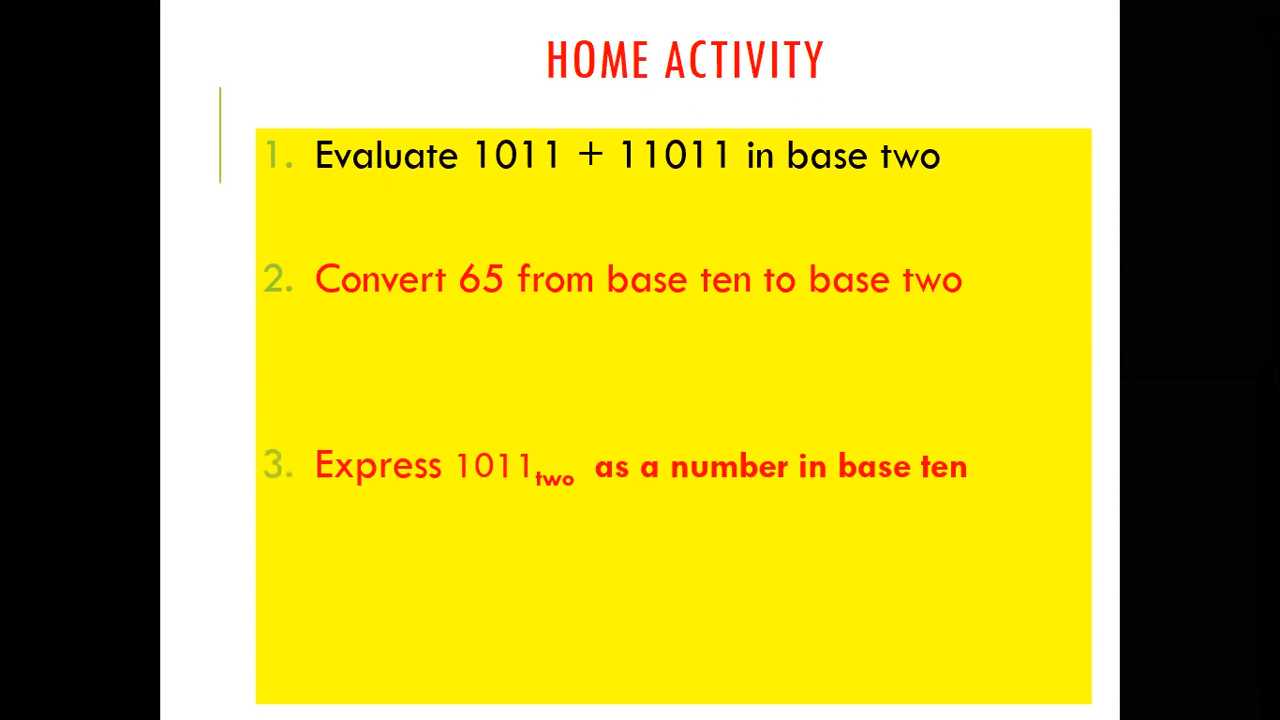 HOME ACTIVITY
1. Evaluate 1011 + 11011 in base two
2. Convert 65 from base ten to base two
3. Express 1011two as a number in base ten